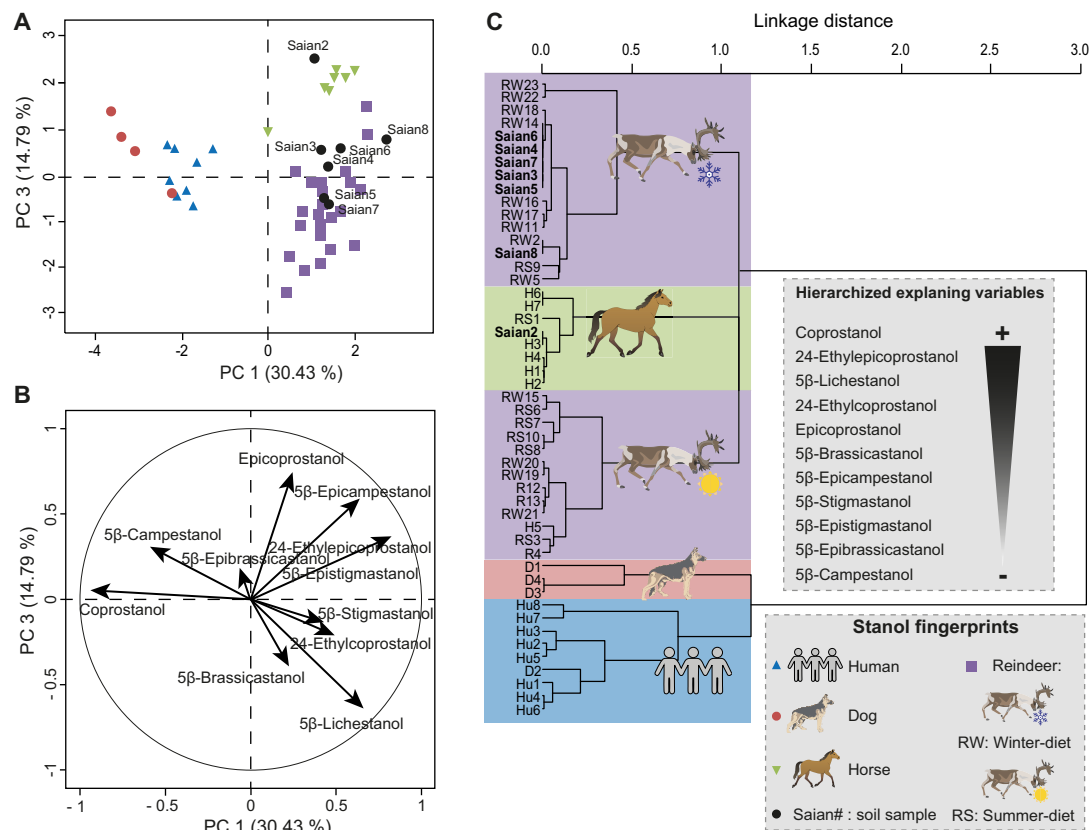 A
3
2
1
0
-1
-2
-3
PC 3 (14.79 %)
-4
-2
0
2
PC 1 (30.43 %)
Saian2
Saian8
Saian3
Saian6
Saian4
Saian5
Saian7
B
1
0.5
0
-0.5
-1
PC 3 (14.79 %)
-1
-0.5
0
0.5
1
PC 1 (30.43 %)
Epicoprostanol
5β-Epicampestanol
5β-Campestanol
24-Ethylepicoprostanol
5β-Epibrassicastanol
5β-Epistigmastanol
Coprostanol
5β-Stigmastanol
24-Ethylcoprostanol
5β-Brassicastanol
5β-Lichestanol
C
Linkage distance
0.0
0.5
1.0
1.5
2.0
2.5
3.0
RW23
RW22
RW18
RW14
Saian6
Saian4
Saian7
Saian3
Saian5
RW16
RW17
RW11
RW2
Saian8
RS9
RW5
H6
H7
RS1
Saian2
H3
H4
H1
H2
RW15
RS6
RS7
RS10
RS8
RW20
RW19
R12
R13
RW21
H5
RS3
R4
D1
D4
D3
Hu8
Hu7
Hu3
Hu2
Hu5
D2
Hu1
Hu4
Hu6
Hierarchized explaning variables
Coprostanol
24-Ethylepicoprostanol
5β-Lichestanol
24-Ethylcoprostanol
Epicoprostanol
5β-Brassicastanol
5β-Epicampestanol
5β-Stigmastanol
5β-Epistigmastanol
5β-Epibrassicastanol
5β-Campestanol
+
-
Stanol fingerprints
Human
Dog
Horse
Saian# : soil sample
Reindeer:
RW: Winter-diet
RS: Summer-diet